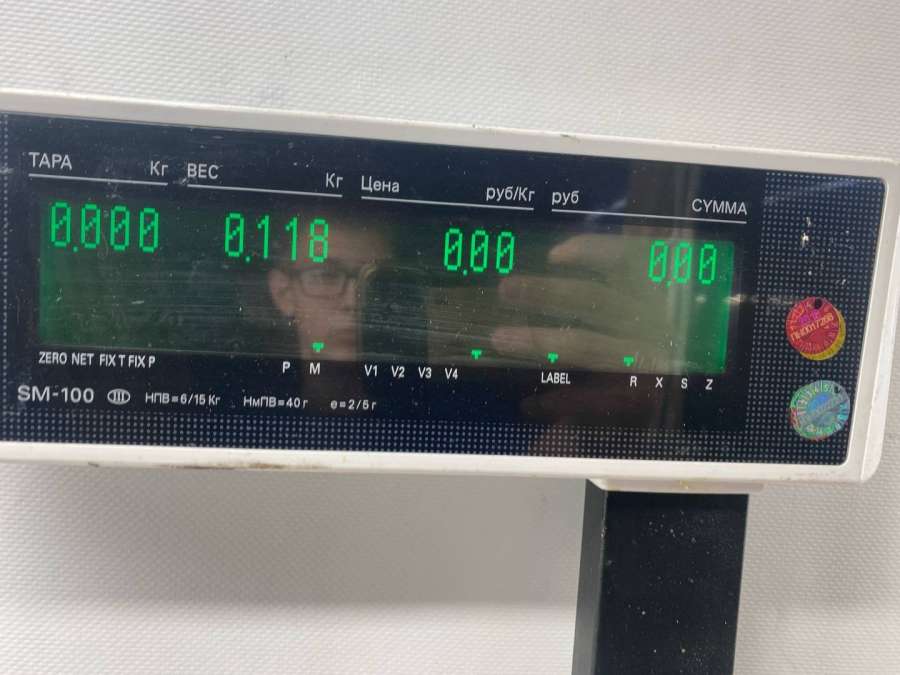 ТАРА Кг ВЕС Кг Цена руб/Кг руб СУММА
0.000 0.118 0.00 0.00
ZERO NET FIX T FIX P P M V1 V2 V3 V4 LABEL R X S Z
SM-100 III НПВ=6/15 Кг НмПВ=40 г e=2/5 г